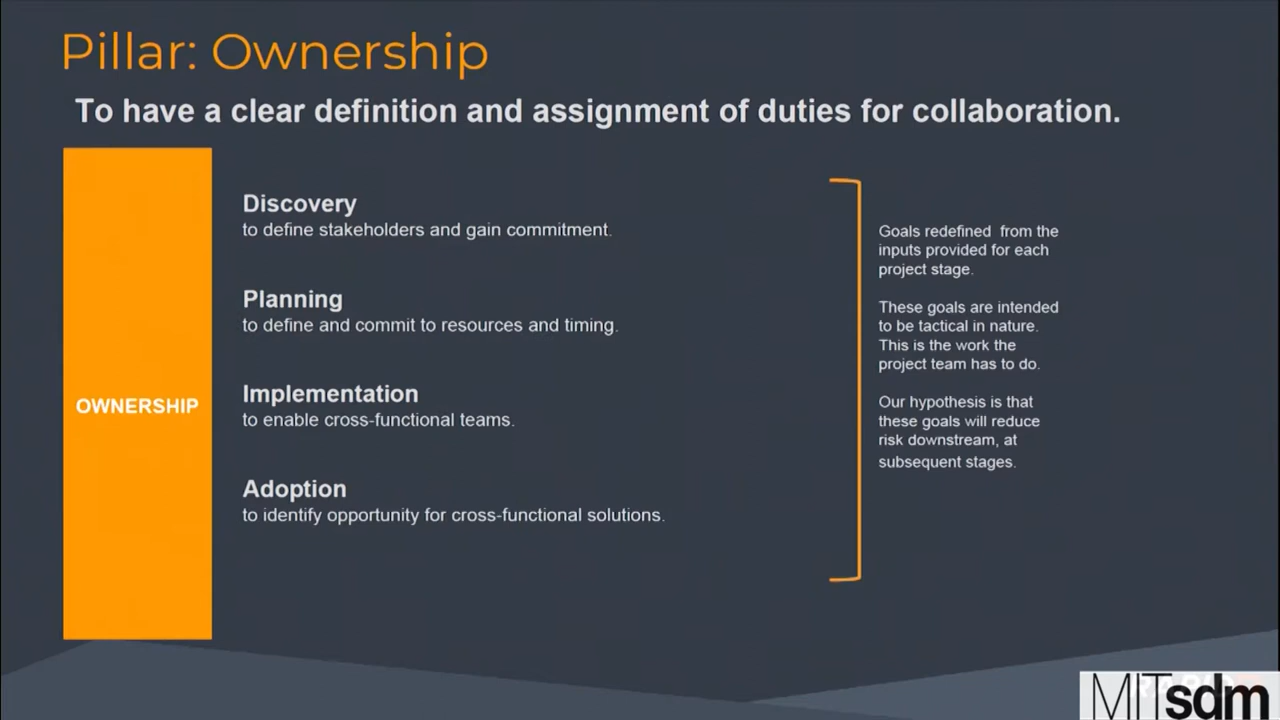 Pillar: Ownership
To have a clear definition and assignment of duties for collaboration.
OWNERSHIP
Discovery
to define stakeholders and gain commitment.
Planning
to define and commit to resources and timing.
Implementation
to enable cross-functional teams.
Adoption
to identify opportunity for cross-functional solutions.
Goals redefined from the
inputs provided for each
project stage.
These goals are intended
to be tactical in nature.
This is the work the
project team has to do.
Our hypothesis is that
these goals will reduce
risk downstream, at
subsequent stages.
MITsdm